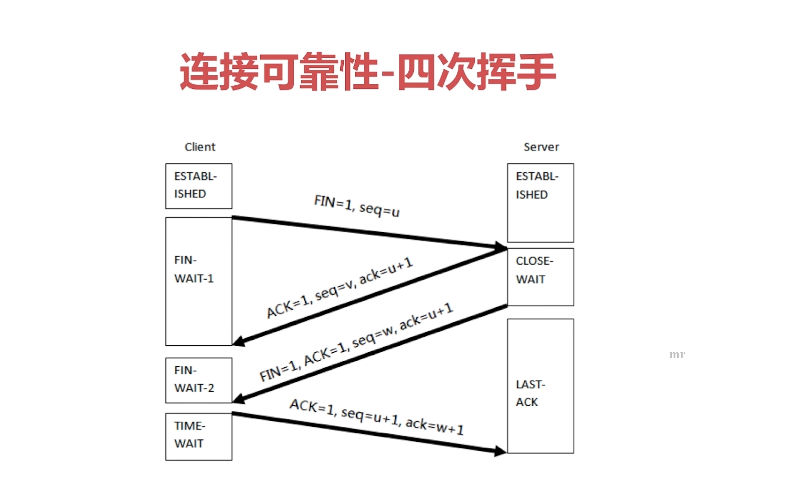 连接可靠性-四次挥手
Client
Server
ESTABL-
ISHED
ESTABL-
ISHED
FIN=1, seq=u
FIN-
WAIT-1
CLOSE-
WAIT
ACK=1, seq=v, ack=u+1
FIN=1, ACK=1, seq=w, ack=u+1
FIN-
WAIT-2
LAST-
ACK
ACK=1, seq=u+1, ack=w+1
TIME-
WAIT
mr